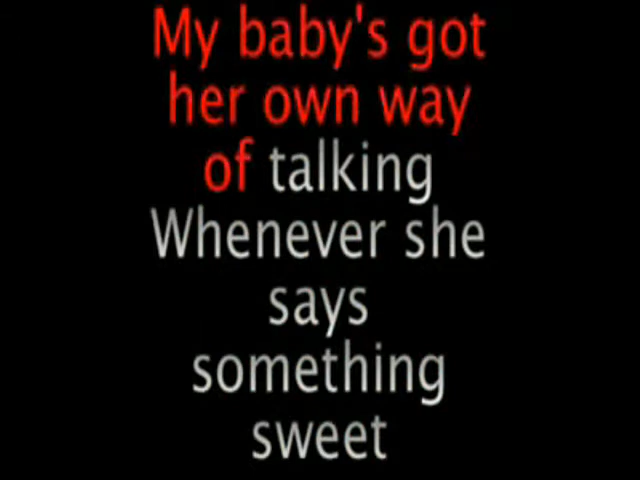 My baby's got
her own way
of talking
Whenever she
says
something
sweet